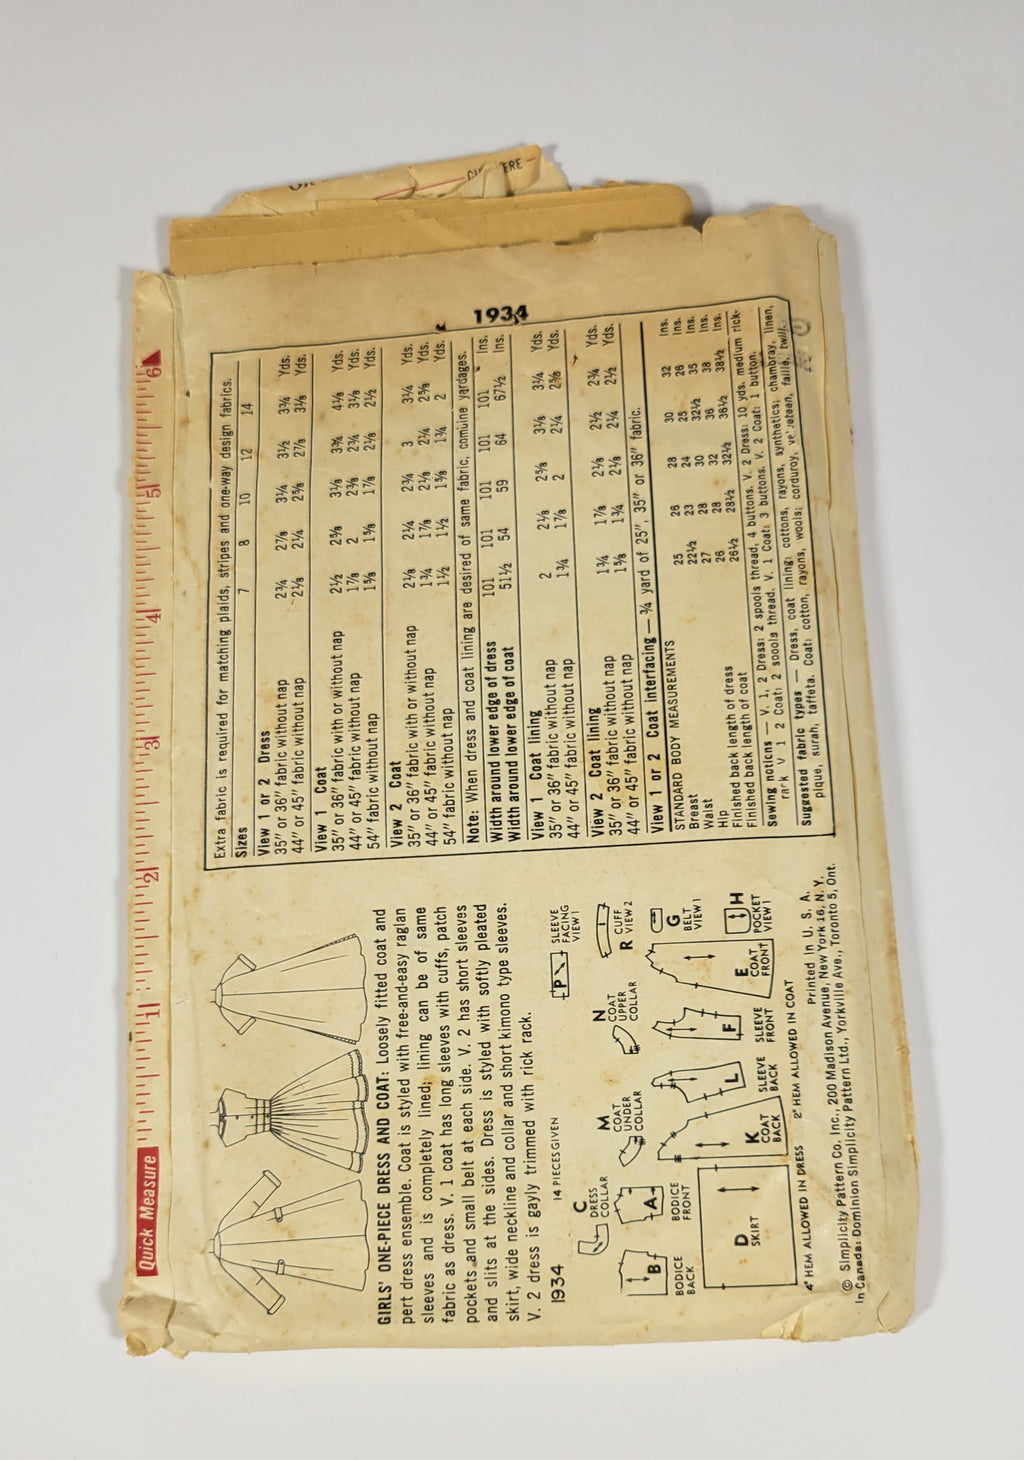 Quick Measure 1 2 3 4 5 6
GIRLS' ONE-PIECE DRESS AND COAT: Loosely fitted coat and
pert dress ensemble. Coat is styled with free-and-easy raglan
sleeves and is completely lined; lining can be of same
fabric as dress. V. 1 coat has long sleeves with cuffs, patch
pockets and small belt at each side. V. 2 has short sleeves
and slits at the sides. Dress is styled with softly pleated
skirt, wide neckline and collar and short kimono type sleeves.
V. 2 dress is gayly trimmed with rick rack.
1934 14 PIECES GIVEN
P SLEEVE FACING VIEW 1
C DRESS COLLAR
M COAT UNDER COLLAR
N COAT UPPER COLLAR
R CUFF VIEW 2
B BODICE BACK
A BODICE FRONT
G BELT VIEW 1
D SKIRT
K COAT BACK
L SLEEVE BACK
F SLEEVE FRONT
E COAT FRONT
H POCKET VIEW 1
4" HEM ALLOWED IN DRESS 2" HEM ALLOWED IN COAT
Printed in U. S. A.
© Simplicity Pattern Co. Inc., 200 Madison Avenue, New York 16, N. Y.
In Canada: Dominion Simplicity Pattern Ltd., Yorkville Ave., Toronto 5, Ont.
1934
Extra fabric is required for matching plaids, stripes and one-way design fabrics.
Sizes 7 8 10 12 14
View 1 or 2 Dress
35" or 36" fabric without nap 2¾ 2⅞ 3¼ 3½ 3¾ Yds.
44" or 45" fabric without nap 2⅛ 2¼ 2⅝ 2⅞ 3⅛ Yds.
View 1 Coat
35" or 36" fabric with or without nap 2½ 2⅝ 3⅛ 3¾ 4⅛ Yds.
44" or 45" fabric without nap 1⅞ 2 2⅜ 2¾ 3⅛ Yds.
54" fabric without nap 1⅝ 1⅝ 1⅞ 2⅛ 2½ Yds.
View 2 Coat
35" or 36" fabric with or without nap 2⅛ 2¼ 2¾ 3 3¼ Yds.
44" or 45" fabric without nap 1¾ 1⅞ 2⅛ 2¼ 2⅝ Yds.
54" fabric without nap 1½ 1½ 1⅝ 1¾ 2 Yds.
Note: When dress and coat lining are desired of same fabric, combine yardages.
Width around lower edge of dress 101 101 101 101 101 Ins.
Width around lower edge of coat 51½ 54 59 64 67½ Ins.
View 1 Coat lining
35" or 36" fabric without nap 2 2⅛ 2⅝ 3⅛ 3¼ Yds.
44" or 45" fabric without nap 1¾ 1⅞ 2 2¼ 2⅝ Yds.
View 2 Coat lining
35" or 36" fabric without nap 1¾ 1⅞ 2⅛ 2½ 2¾ Yds.
44" or 45" fabric without nap 1⅝ 1¾ 2⅛ 2¼ 2½ Yds.
View 1 or 2 Coat interfacing — ¾ yard of 25", 35" or 36" fabric.
STANDARD BODY MEASUREMENTS
Breast 25 26 28 30 32 Ins.
Waist 22½ 23 24 25 26 Ins.
Hip 27 28 30 32½ 35 Ins.
Finished back length of dress 26 28 32 36 38 Ins.
Finished back length of coat 26½ 28½ 32½ 36½ 38½ Ins.
Sewing notions — V. 1, 2 Dress: 2 spools thread, 4 buttons. V. 2 Dress: 10 yds. medium rick-
rack V 1 2 Coat: 2 spools thread. V. 1 Coat: 3 buttons. V. 2 Coat: 1 button.
Suggested fabric types — Dress, coat lining: cottons, rayons, synthetics; chambray, linen,
pique, surah, taffeta. Coat: cotton, rayons, wools; corduroy, velveteen, faille, twill.